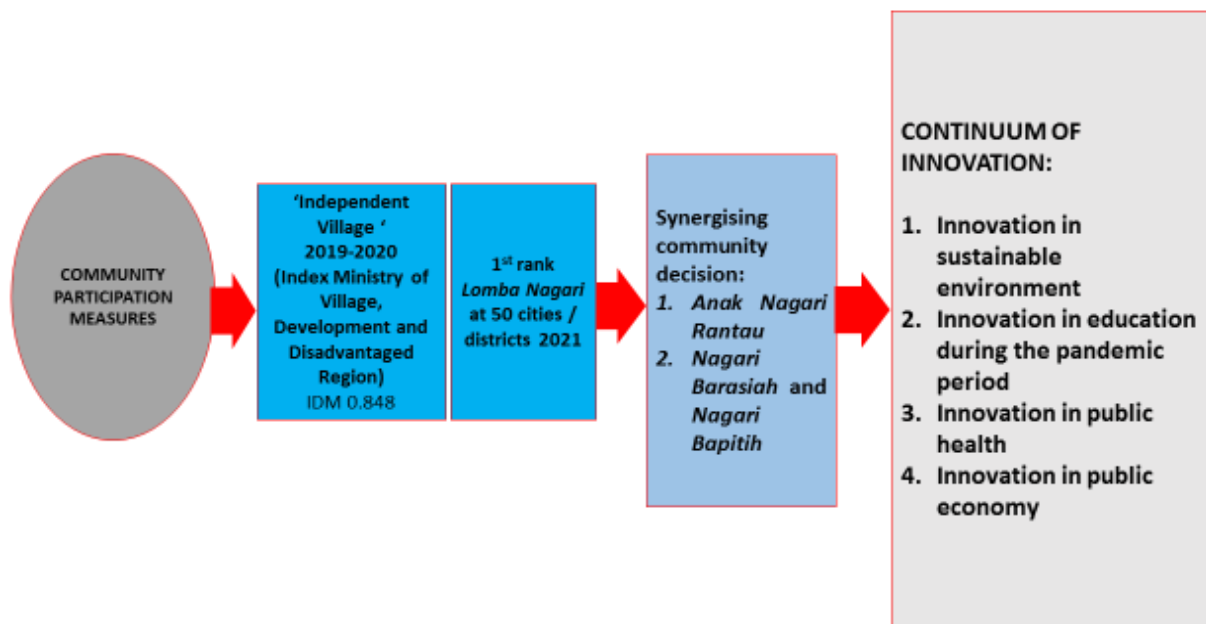 COMMUNITY
PARTICIPATION
MEASURES
‘Independent
Village ‘
2019-2020
(Index Ministry of
Village,
Development and
Disadvantaged
Region)
IDM 0.848
1st rank
Lomba Nagari
at 50 cities /
districts 2021
Synergising
community
decision:
1. Anak Nagari
Rantau
2. Nagari
Barasiah and
Nagari
Bapitih
CONTINUUM OF
INNOVATION:
1. Innovation in
sustainable
environment
2. Innovation in education
during the pandemic
period
3. Innovation in public
health
4. Innovation in public
economy